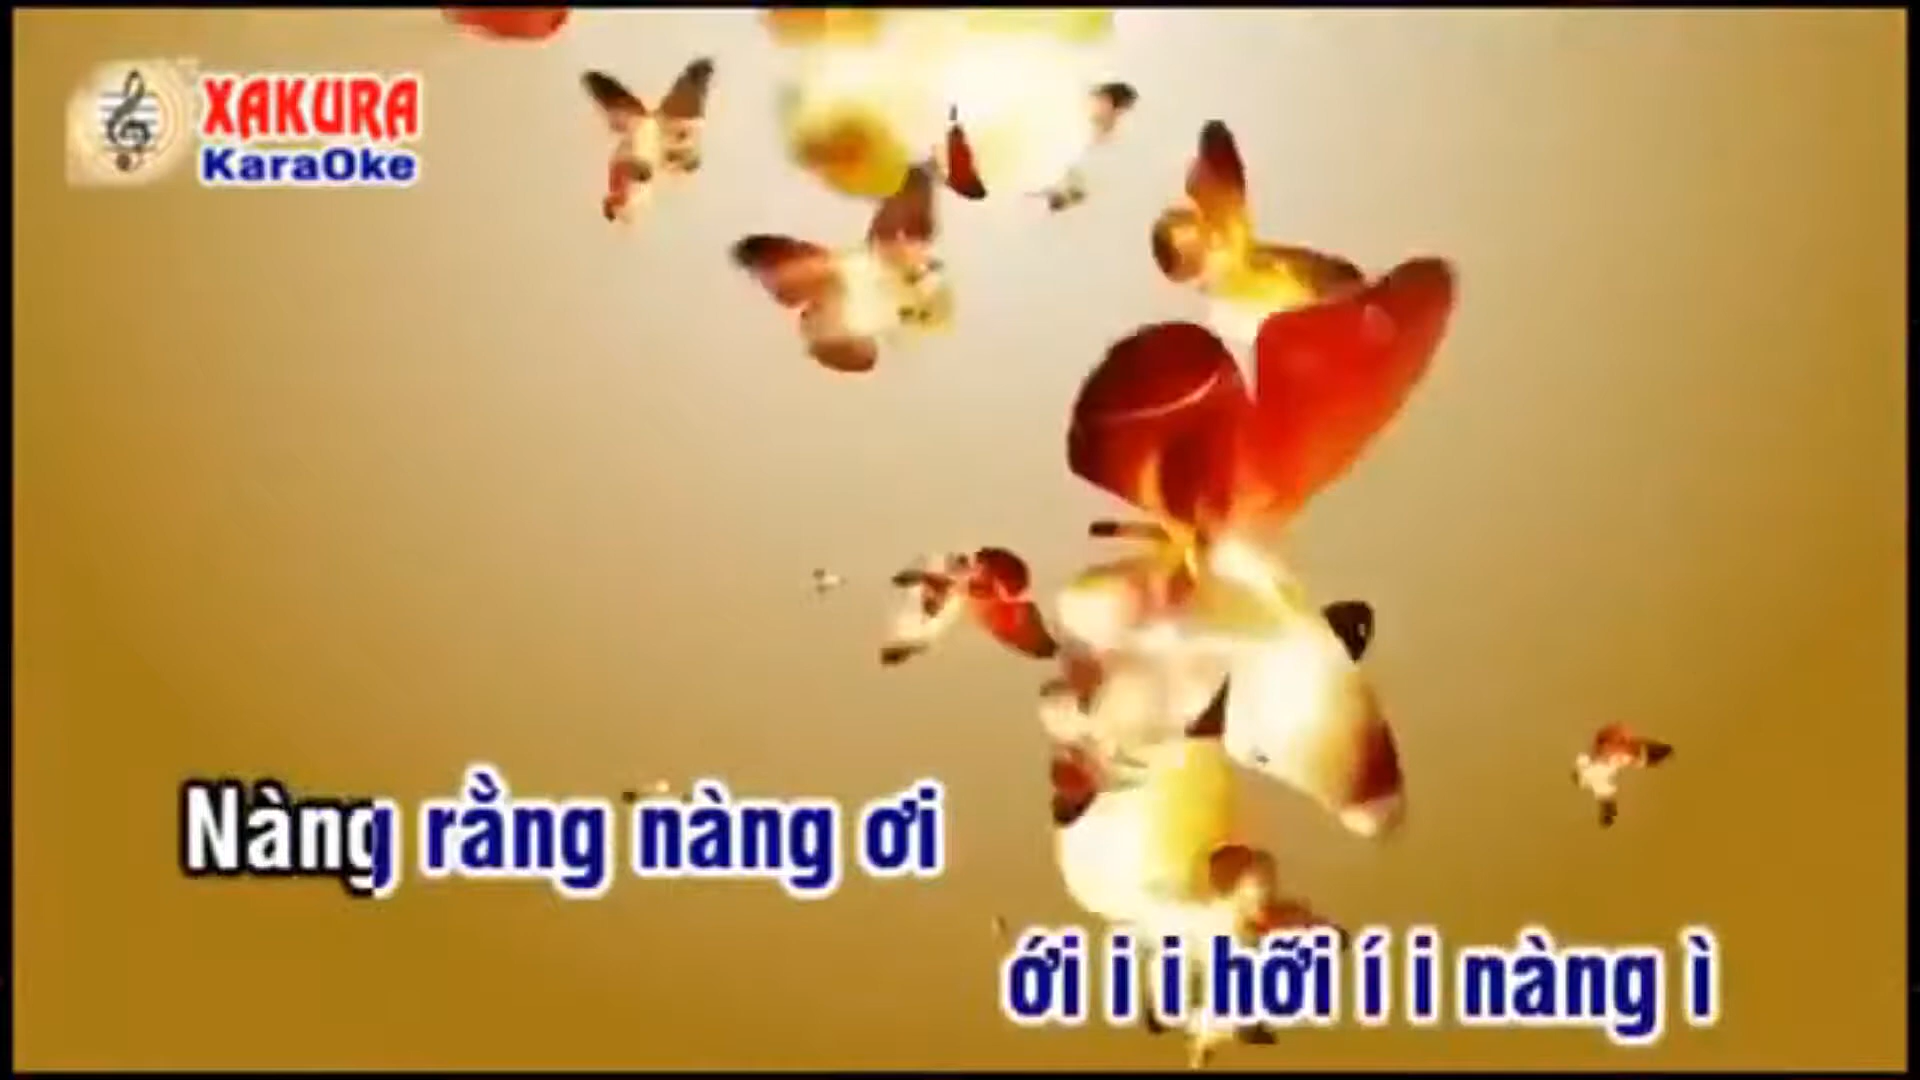 XAKURA
KaraOke
Nàng rằng nàng ơi
ới i i hỡi í i nàng ì